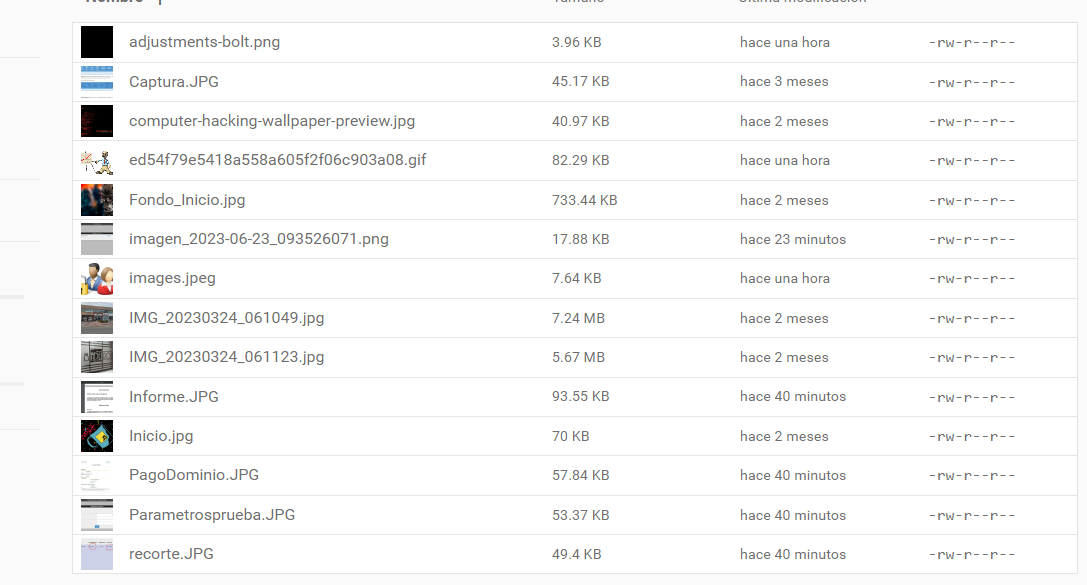 Nombre Tamaño Última modificación
adjustments-bolt.png 3.96 KB hace una hora -rw-r--r--
Captura.JPG 45.17 KB hace 3 meses -rw-r--r--
computer-hacking-wallpaper-preview.jpg 40.97 KB hace 2 meses -rw-r--r--
ed54f79e5418a558a605f2f06c903a08.gif 82.29 KB hace una hora -rw-r--r--
Fondo_Inicio.jpg 733.44 KB hace 2 meses -rw-r--r--
imagen_2023-06-23_093526071.png 17.88 KB hace 23 minutos -rw-r--r--
images.jpeg 7.64 KB hace una hora -rw-r--r--
IMG_20230324_061049.jpg 7.24 MB hace 2 meses -rw-r--r--
IMG_20230324_061123.jpg 5.67 MB hace 2 meses -rw-r--r--
Informe.JPG 93.55 KB hace 40 minutos -rw-r--r--
Inicio.jpg 70 KB hace 2 meses -rw-r--r--
PagoDominio.JPG 57.84 KB hace 40 minutos -rw-r--r--
Parametrosprueba.JPG 53.37 KB hace 40 minutos -rw-r--r--
recorte.JPG 49.4 KB hace 40 minutos -rw-r--r--